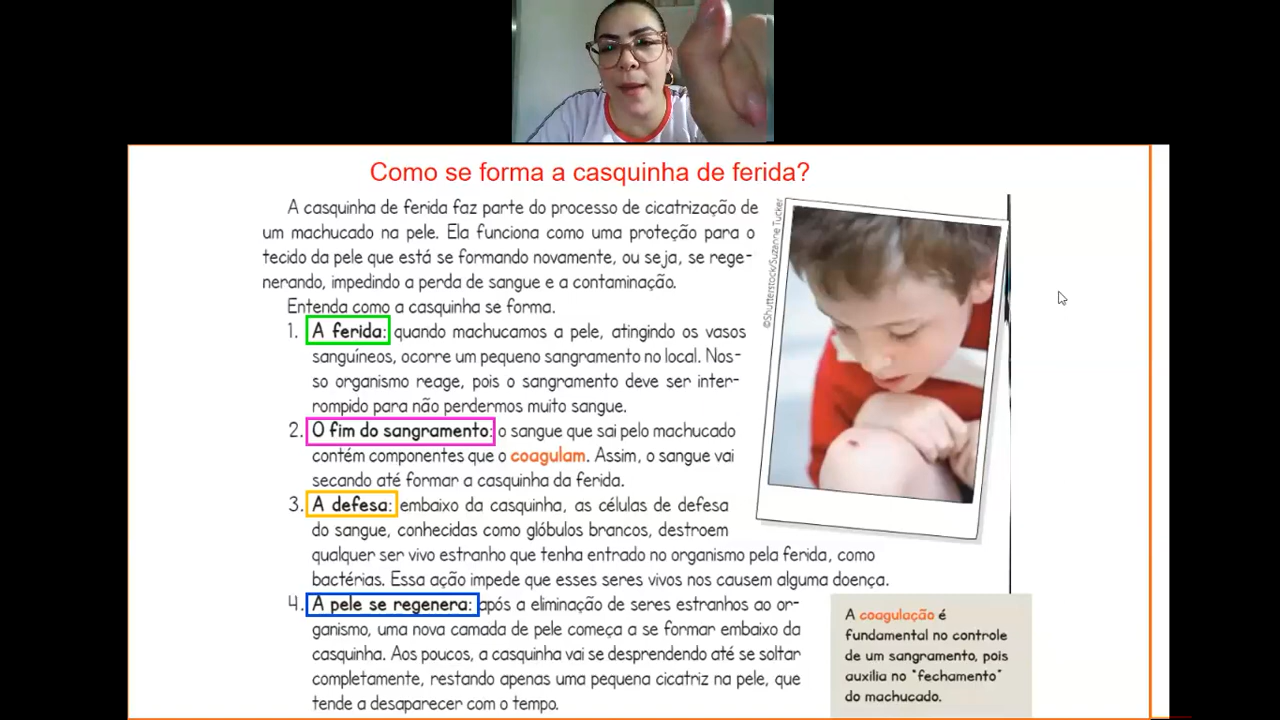 Como se forma a casquinha de ferida?
A casquinha de ferida faz parte do processo de cicatrização de
um machucado na pele. Ela funciona como uma proteção para o
tecido da pele que está se formando novamente, ou seja, se rege-
nerando, impedindo a perda de sangue e a contaminação.
Entenda como a casquinha se forma.
1. A ferida: quando machucamos a pele, atingindo os vasos
sanguíneos, ocorre um pequeno sangramento no local. Nos-
so organismo reage, pois o sangramento deve ser inter-
rompido para não perdermos muito sangue.
2. O fim do sangramento: o sangue que sai pelo machucado
contém componentes que o coagulam. Assim, o sangue vai
secando até formar a casquinha da ferida.
3. A defesa: embaixo da casquinha, as células de defesa
do sangue, conhecidas como glóbulos brancos, destroem
qualquer ser vivo estranho que tenha entrado no organismo pela ferida, como
bactérias. Essa ação impede que esses seres vivos nos causem alguma doença.
4. A pele se regenera: após a eliminação de seres estranhos ao or-
ganismo, uma nova camada de pele começa a se formar embaixo da
casquinha. Aos poucos, a casquinha vai se desprendendo até se soltar
completamente, restando apenas uma pequena cicatriz na pele, que
tende a desaparecer com o tempo.
©Shutterstock/Suzanne Tucker
A coagulação é
fundamental no controle
de um sangramento, pois
auxilia no "fechamento"
do machucado.